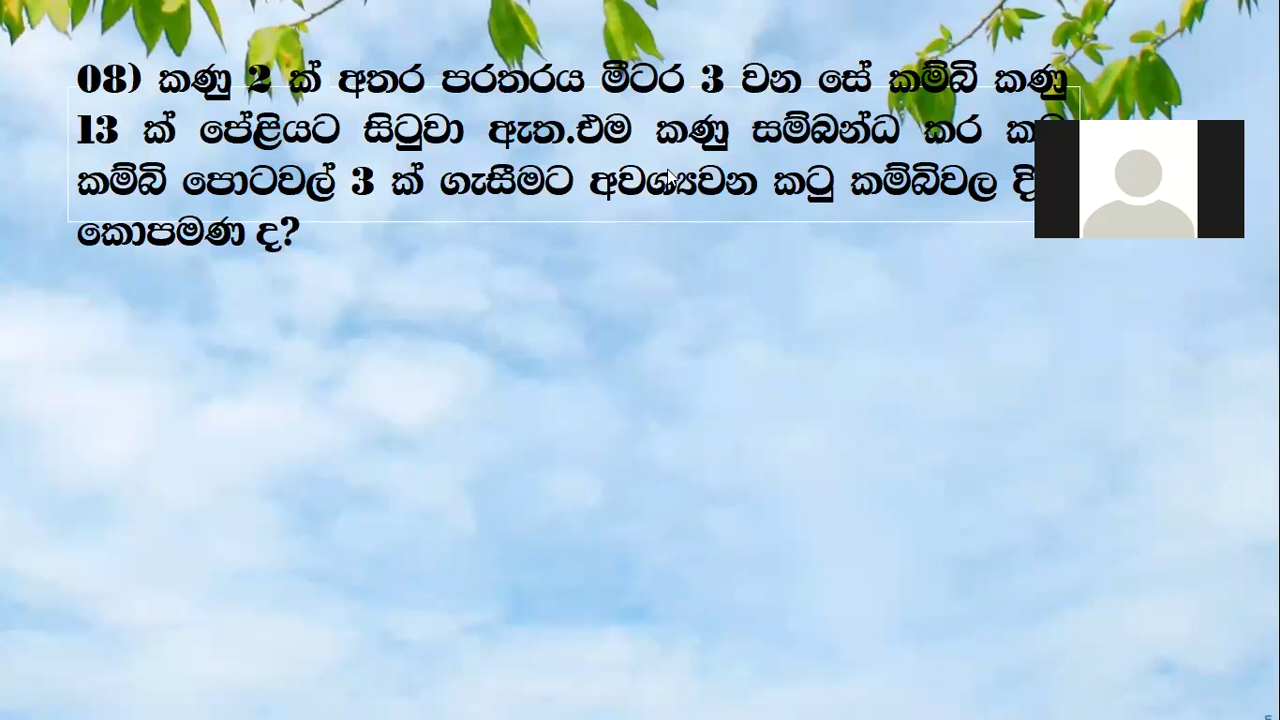 08) කණු 2 ක් අතර පරතරය මීටර 3 වන සේ කම්බි කණු
13 ක් පේළියට සිටුවා ඇත.එම කණු සම්බන්ධ කර
කම්බි පොටවල් 3 ක් ගැසීමට අවශ්‍යවන කටු කම්බිවල
කොපමණ ද?